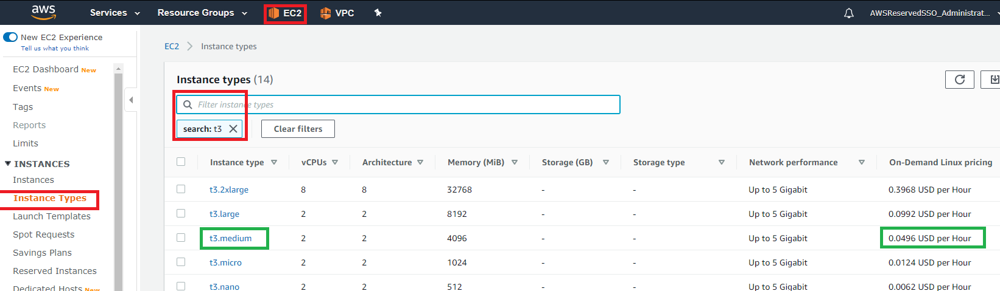 aws Services Resource Groups EC2 VPC AWSReservedSSO_Administrat...
New EC2 Experience
Tell us what you think
EC2 Dashboard New
Events New
Tags
Reports
Limits
INSTANCES
Instances
Instance Types
Launch Templates
Spot Requests
Savings Plans
Reserved Instances
Dedicated Hosts New
EC2 Instance types
Instance types (14)
Filter instance types
search: t3 Clear filters
Instance type vCPUs Architecture Memory (MiB) Storage (GB) Storage type Network performance On-Demand Linux pricing
t3.2xlarge 8 8 32768 - - Up to 5 Gigabit 0.3968 USD per Hour
t3.large 2 2 8192 - - Up to 5 Gigabit 0.0992 USD per Hour
t3.medium 2 2 4096 - - Up to 5 Gigabit 0.0496 USD per Hour
t3.micro 2 2 1024 - - Up to 5 Gigabit 0.0124 USD per Hour
t3.nano 2 2 512 - - Up to 5 Gigabit 0.0062 USD per Hour